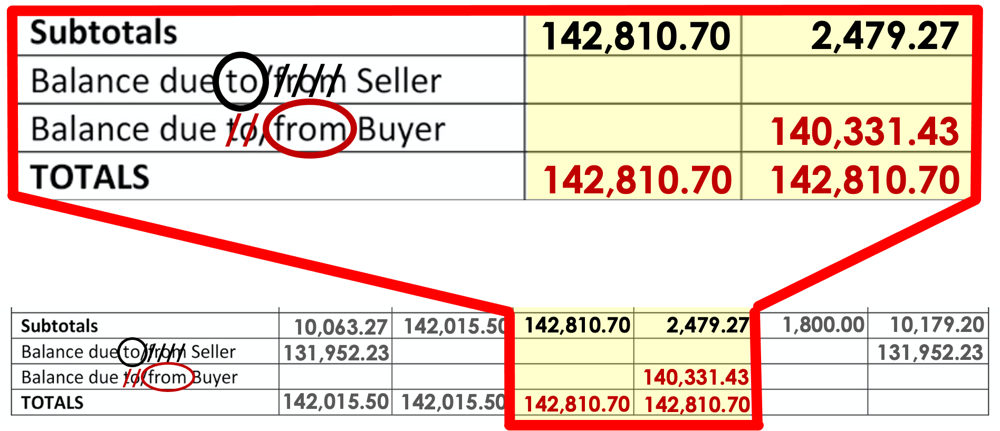 Subtotals 142,810.70 2,479.27
Balance due to/from Seller
Balance due to/from Buyer 140,331.43
TOTALS 142,810.70 142,810.70
Subtotals 10,063.27 142,015.50 142,810.70 2,479.27 1,800.00 10,179.20
Balance due to/from Seller 131,952.23 131,952.23
Balance due to/from Buyer 140,331.43
TOTALS 142,015.50 142,015.50 142,810.70 142,810.70